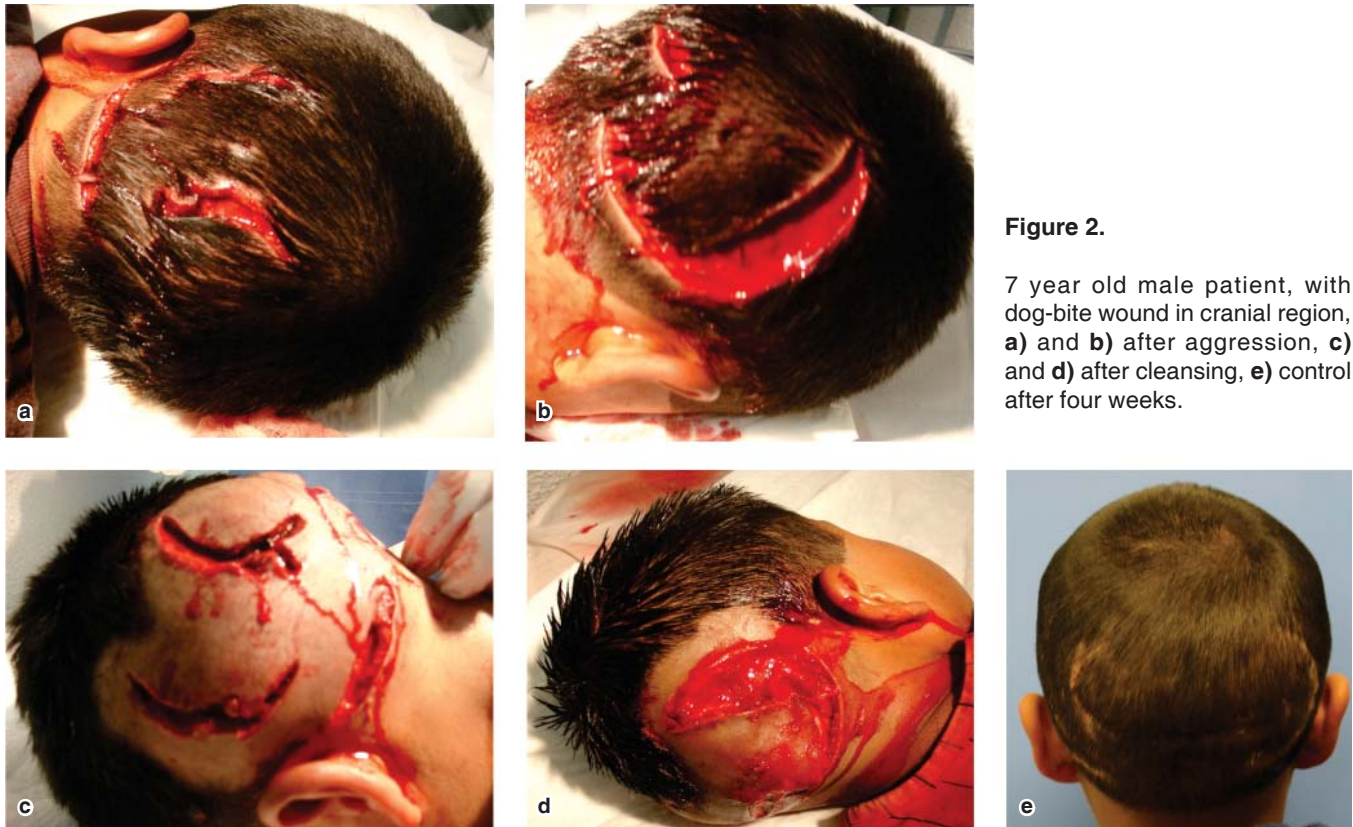 Figure 2.
7 year old male patient, with
dog-bite wound in cranial region,
a) and b) after aggression, c)
and d) after cleansing, e) control
after four weeks.
a
b
c
d
e